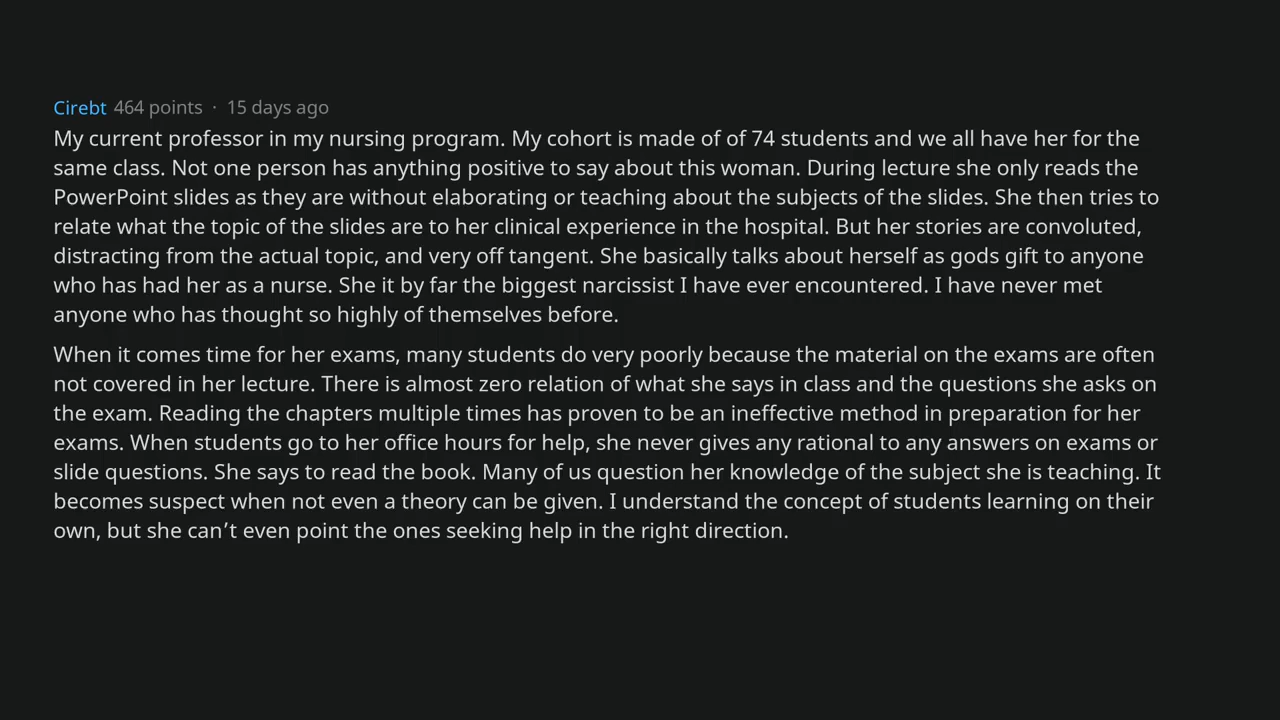 Cirebt 464 points · 15 days ago
My current professor in my nursing program. My cohort is made of of 74 students and we all have her for the
same class. Not one person has anything positive to say about this woman. During lecture she only reads the
PowerPoint slides as they are without elaborating or teaching about the subjects of the slides. She then tries to
relate what the topic of the slides are to her clinical experience in the hospital. But her stories are convoluted,
distracting from the actual topic, and very off tangent. She basically talks about herself as gods gift to anyone
who has had her as a nurse. She it by far the biggest narcissist I have ever encountered. I have never met
anyone who has thought so highly of themselves before.
When it comes time for her exams, many students do very poorly because the material on the exams are often
not covered in her lecture. There is almost zero relation of what she says in class and the questions she asks on
the exam. Reading the chapters multiple times has proven to be an ineffective method in preparation for her
exams. When students go to her office hours for help, she never gives any rational to any answers on exams or
slide questions. She says to read the book. Many of us question her knowledge of the subject she is teaching. It
becomes suspect when not even a theory can be given. I understand the concept of students learning on their
own, but she can’t even point the ones seeking help in the right direction.